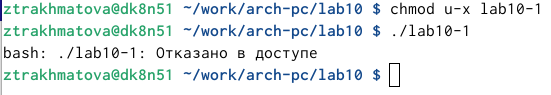 ztrakhmatova@dk8n51 ~/work/arch-pc/lab10 $ chmod u-x lab10-1
ztrakhmatova@dk8n51 ~/work/arch-pc/lab10 $ ./lab10-1
bash: ./lab10-1: Отказано в доступе
ztrakhmatova@dk8n51 ~/work/arch-pc/lab10 $